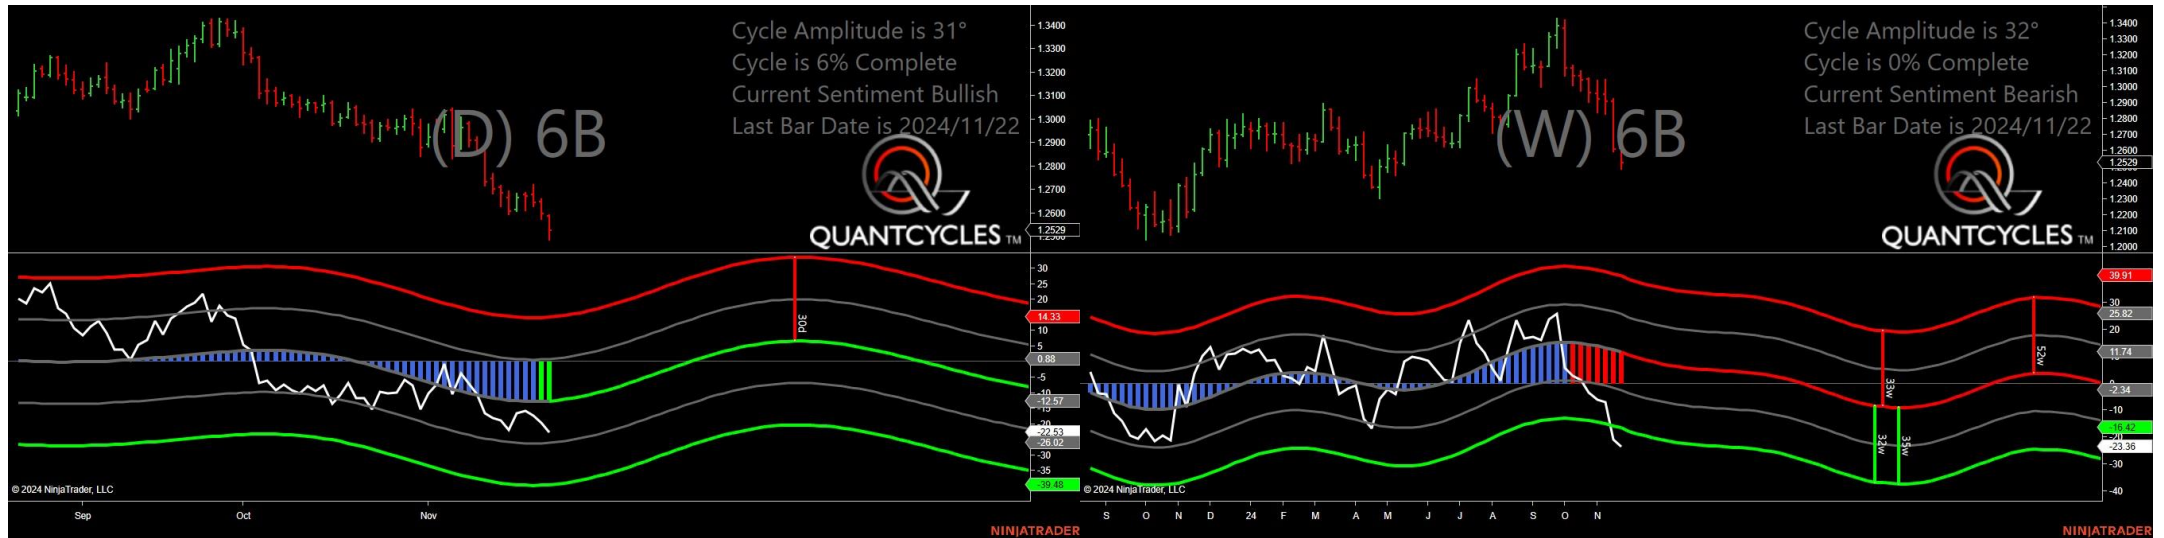 Cycle Amplitude is 31°
Cycle is 6% Complete
Current Sentiment Bullish
Last Bar Date is 2024/11/22
(D) 6B
QUANTCYCLES TM
1.3400
1.3200
1.3100
1.3000
1.2900
1.2800
1.2700
1.2600
1.2529
30
25
20
14.33
10
5
0.88
-5
-12.57
-22.53
-26.02
-30
-35
-39.48
30d
© 2024 NinjaTrader, LLC
Sep Oct Nov
NINJATRADER
Cycle Amplitude is 32°
Cycle is 0% Complete
Current Sentiment Bearish
Last Bar Date is 2024/11/22
(W) 6B
QUANTCYCLES TM
1.3400
1.3300
1.3200
1.3100
1.3000
1.2900
1.2800
1.2700
1.2600
1.2529
1.2400
1.2300
1.2200
1.2100
1.2000
39.91
30
25.82
20
11.74
-2.34
-10
-16.42
-20
-23.36
-30
-40
33w
52w
32w
35w
© 2024 NinjaTrader, LLC
S O N D 24 F M A M J J A S O N
NINJATRADER